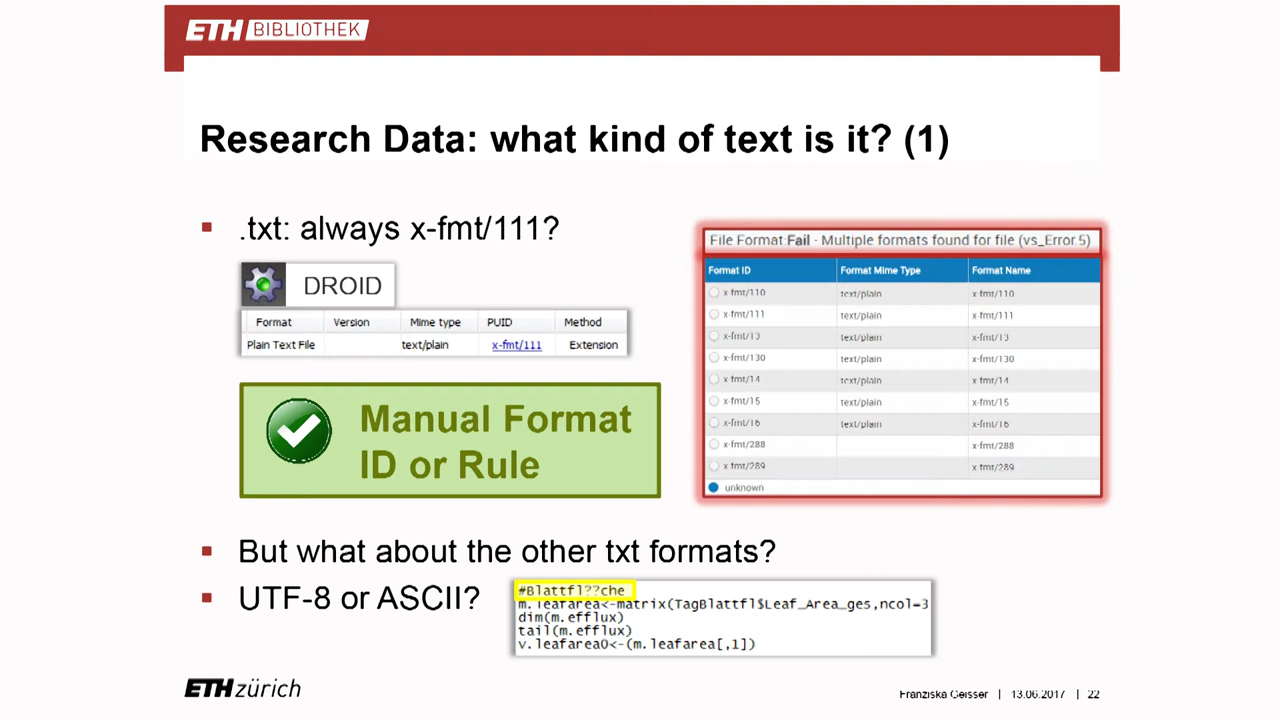 ETH BIBLIOTHEK
Research Data: what kind of text is it? (1)
.txt: always x-fmt/111?
DROID
Format Version Mime type PUID Method
Plain Text File text/plain x-fmt/111 Extension
Manual Format
ID or Rule
File Format:Fail - Multiple formats found for file (vs_Error.5)
Format ID Format Mime Type Format Name
x-fmt/110 text/plain x-fmt/110
x-fmt/111 text/plain x-fmt/111
x-fmt/13 text/plain x-fmt/13
x-fmt/130 text/plain x-fmt/130
x-fmt/14 text/plain x-fmt/14
x-fmt/15 text/plain x-fmt/15
x-fmt/16 text/plain x-fmt/16
x-fmt/288 x-fmt/288
x-fmt/289 x-fmt/289
unknown
But what about the other txt formats?
UTF-8 or ASCII?
#Blattfl??che
m.leafarea<-matrix(TagBlattfl$Leaf_Area_ges,ncol=3
dim(m.efflux)
tail(m.efflux)
v.leafarea0<-(m.leafarea[,1])
ETH zürich
Franziska Geisser | 13.06.2017 | 22